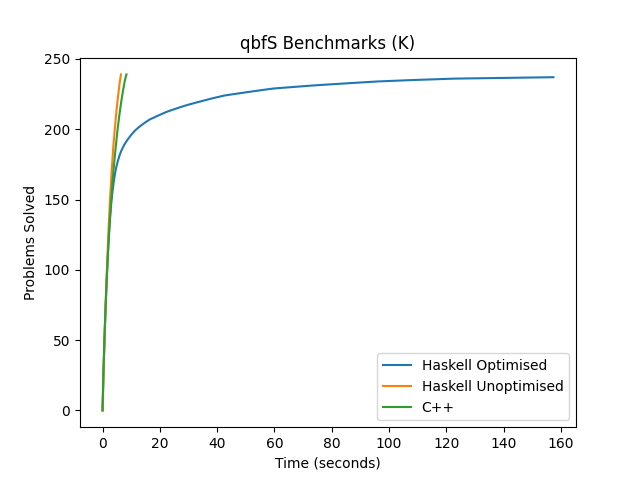 qbfS Benchmarks (K)
Problems Solved
250
200
150
100
50
0
0 20 40 60 80 100 120 140 160
Time (seconds)
Haskell Optimised
Haskell Unoptimised
C++